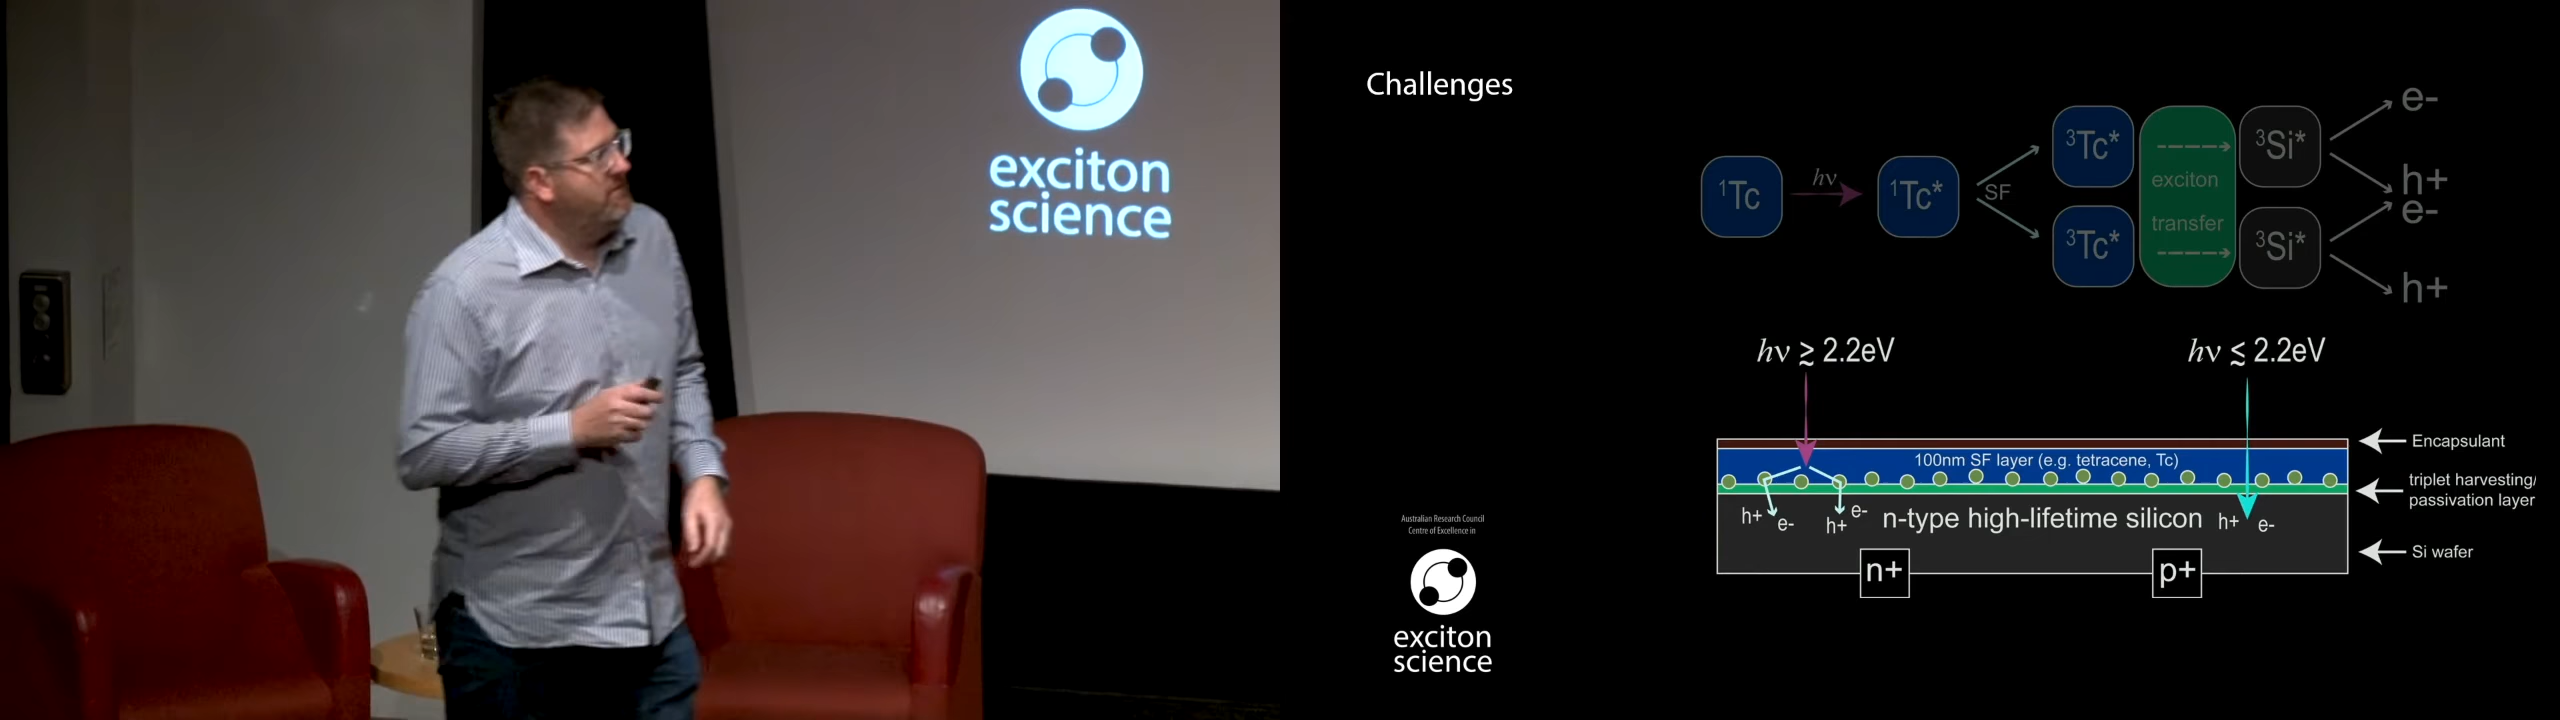 exciton
science
Challenges
¹Tc
hν
¹Tc*
SF
³Tc*
³Tc*
exciton
transfer
³Si*
³Si*
e-
h+
e-
h+
hν ≳ 2.2eV
hν ≲ 2.2eV
100nm SF layer (e.g. tetracene, Tc)
h+ e-
h+ e-
n-type high-lifetime silicon
h+ e-
n+
p+
Encapsulant
triplet harvesting/
passivation layer
Si wafer
Australian Research Council
Centre of Excellence in
exciton
science